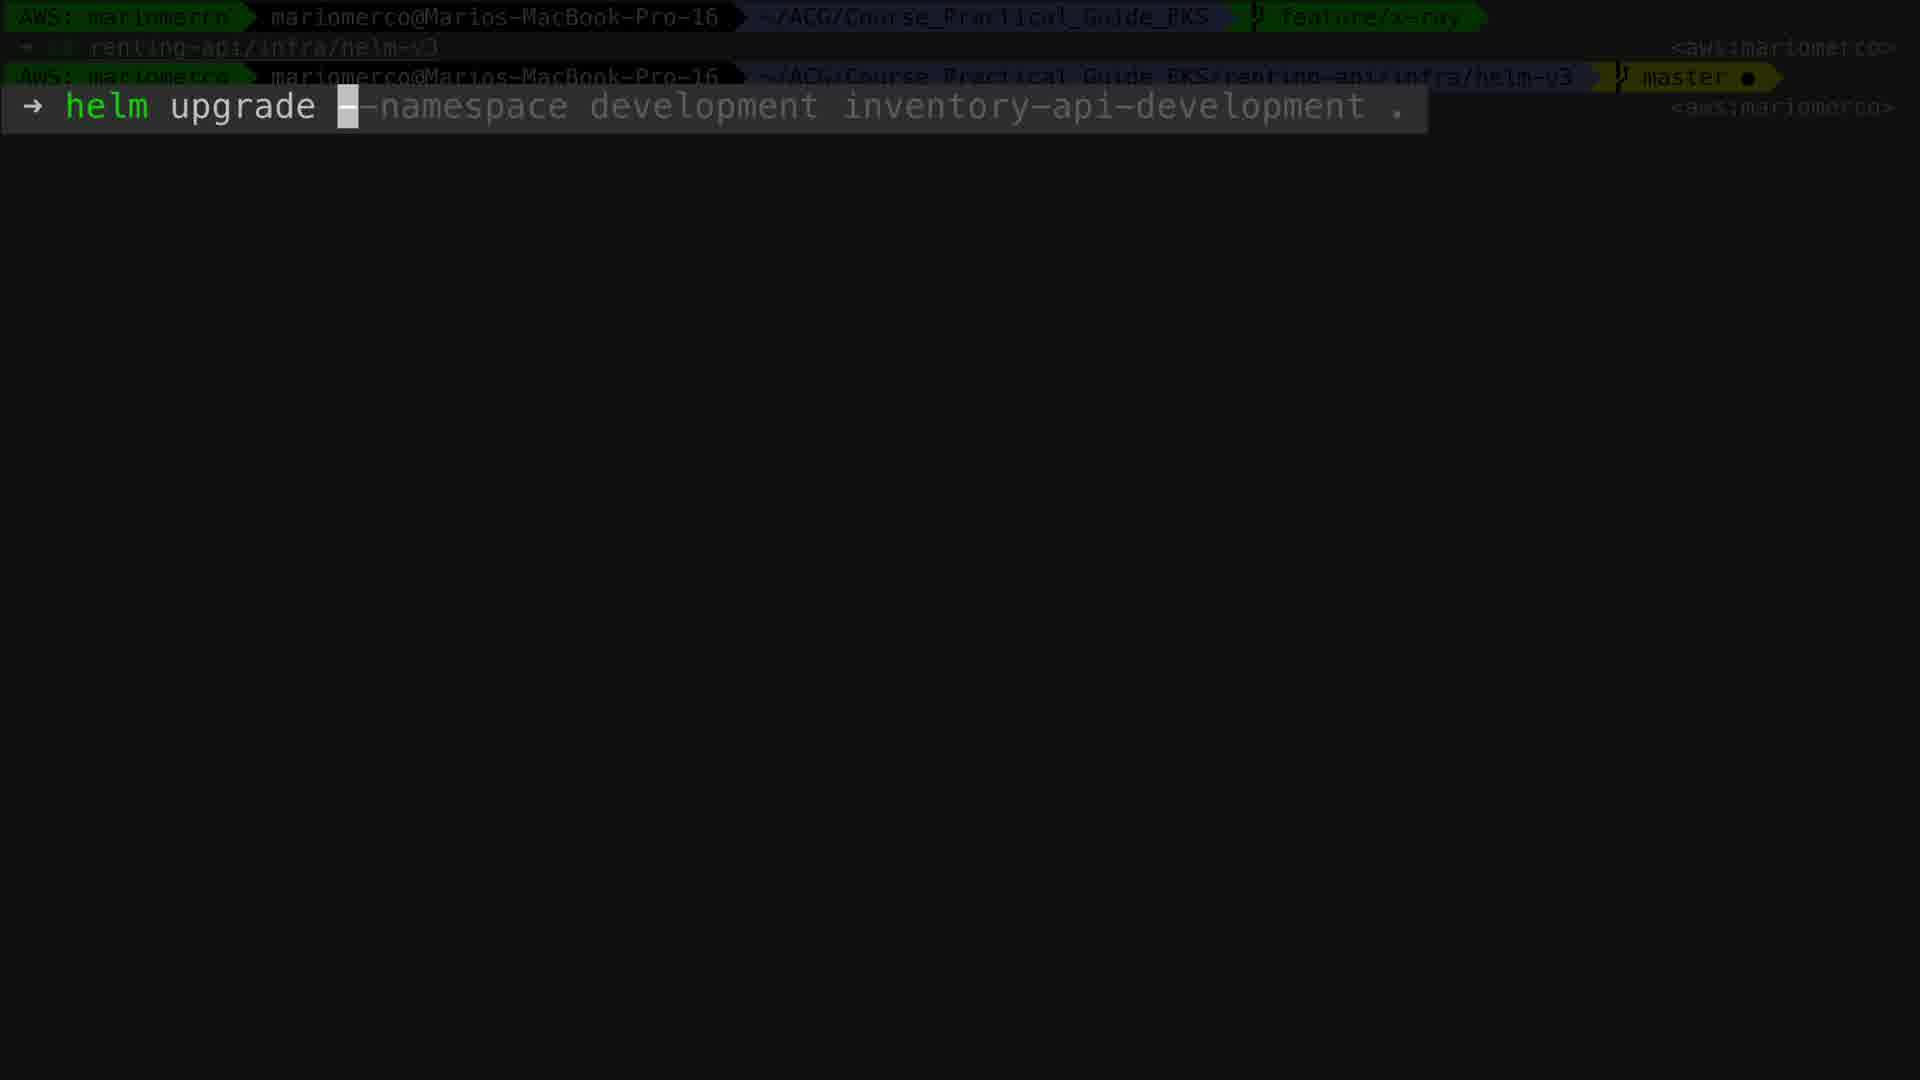 AWS: mariomerco mariomerco@Marios-MacBook-Pro-16 ~/ACG/Course_Practical_Guide_EKS feature/x-ray
➜ cd renting-api/infra/helm-v3 <aws:mariomerco>
AWS: mariomerco mariomerco@Marios-MacBook-Pro-16 ~/ACG/Course_Practical_Guide_EKS/renting-api/infra/helm-v3 master ●
➜ helm upgrade --namespace development inventory-api-development . <aws:mariomerco>